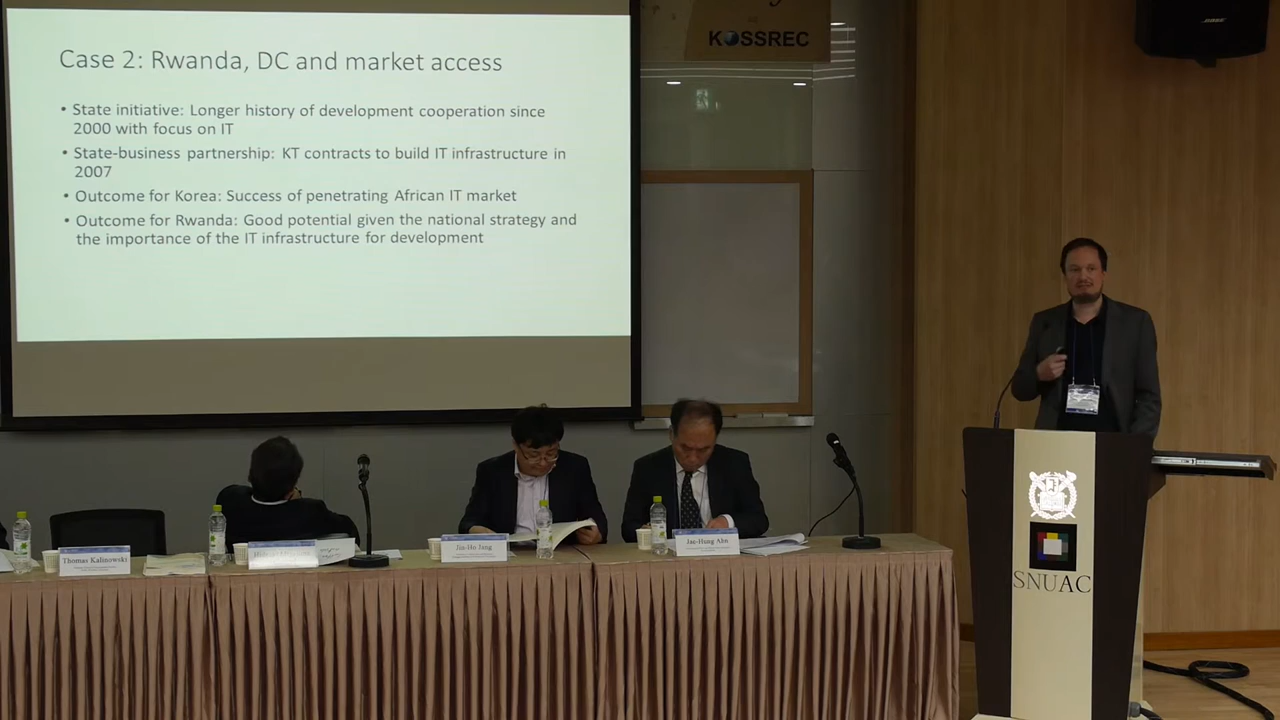 Case 2: Rwanda, DC and market access
• State initiative: Longer history of development cooperation since
2000 with focus on IT
• State-business partnership: KT contracts to build IT infrastructure in
2007
• Outcome for Korea: Success of penetrating African IT market
• Outcome for Rwanda: Good potential given the national strategy and
the importance of the IT infrastructure for development
KOSSREC
BOSE
Thomas Kalinowski
Jin-Ho Jang
Jae-Hung Ahn
SNUAC